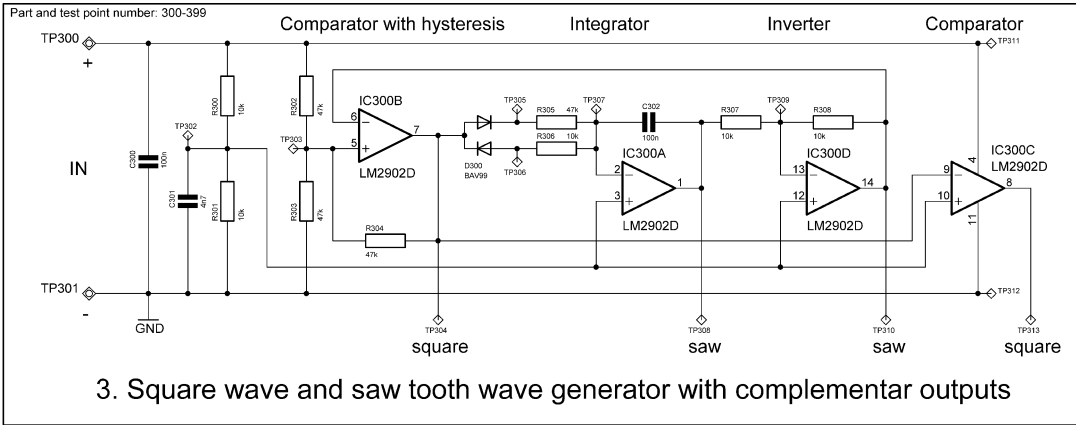 Part and test point number: 300-399
Comparator with hysteresis
Integrator
Inverter
Comparator
TP300
+
TP311
R300
10k
R302
47k
IC300B
6
5
7
LM2902D
TP302
TP303
TP305
R305
47k
TP307
C302
100n
R307
10k
TP309
R308
10k
R306
10k
D300
BAV99
TP306
IC300A
2
3
1
LM2902D
IC300D
13
12
14
LM2902D
IC300C
LM2902D
4
9
10
8
11
IN
C300
100n
C301
4n7
R301
10k
R303
47k
R304
47k
TP301
-
GND
TP312
TP304
square
TP308
saw
TP310
saw
TP313
square
3. Square wave and saw tooth wave generator with complementar outputs